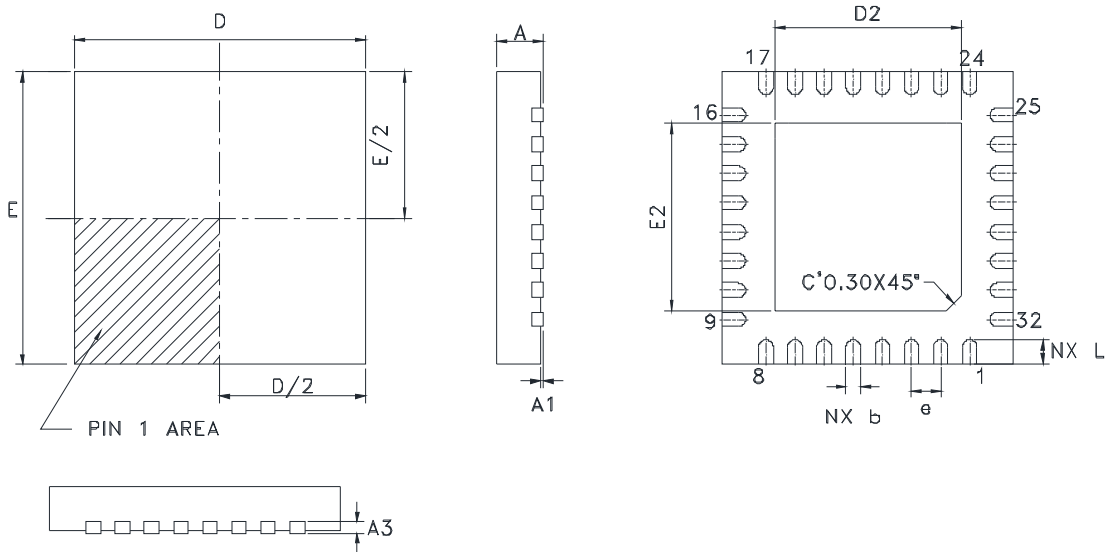 D
E
E/2
D/2
PIN 1 AREA
A
A1
A3
D2
17
24
16
25
E2
C'0.30X45°
9
32
8
1
NX L
NX b
e